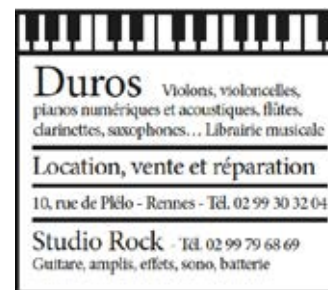 Duros Violons, violoncelles,
pianos numériques et acoustiques, flûtes,
clarinettes, saxophones... Librairie musicale
Location, vente et réparation
10, rue de Plélo - Rennes - Tél. 02 99 30 32 04
Studio Rock - Tél. 02 99 79 68 69
Guitare, amplis, effets, sono, batterie